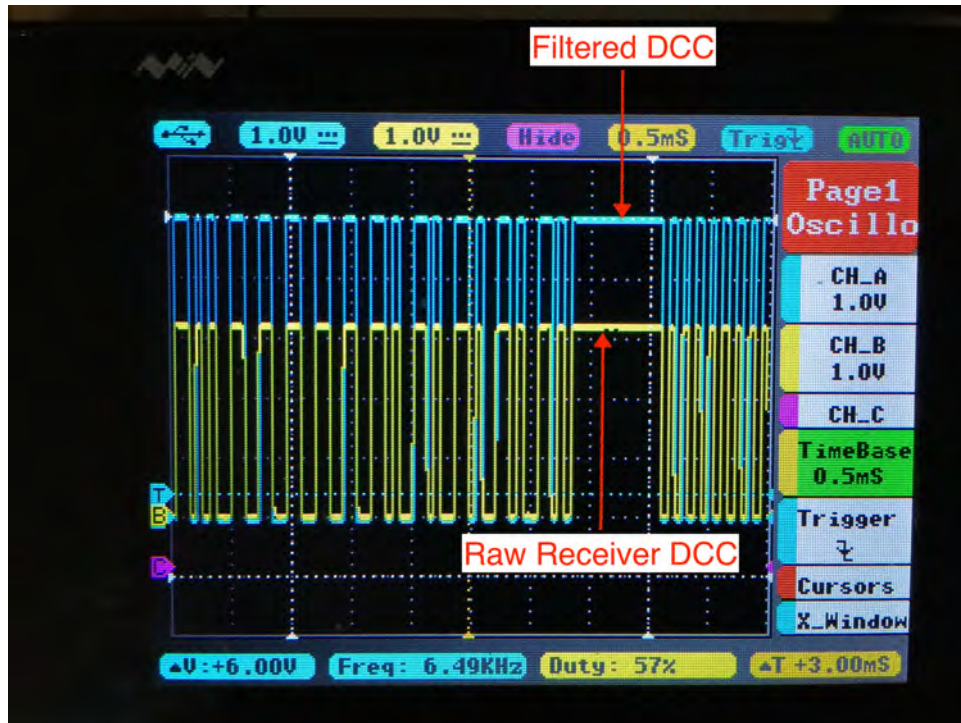 Filtered DCC
1.0V 1.0V Hide 0.5mS Trig AUTO
Page1
Oscillo
CH_A
1.0V
CH_B
1.0V
CH_C
TimeBase
0.5mS
T
B
Trigger
Raw Receiver DCC
C
Cursors
X_Window
▲V:+6.00V Freq: 6.49KHz Duty: 57% ▲T +3.00mS